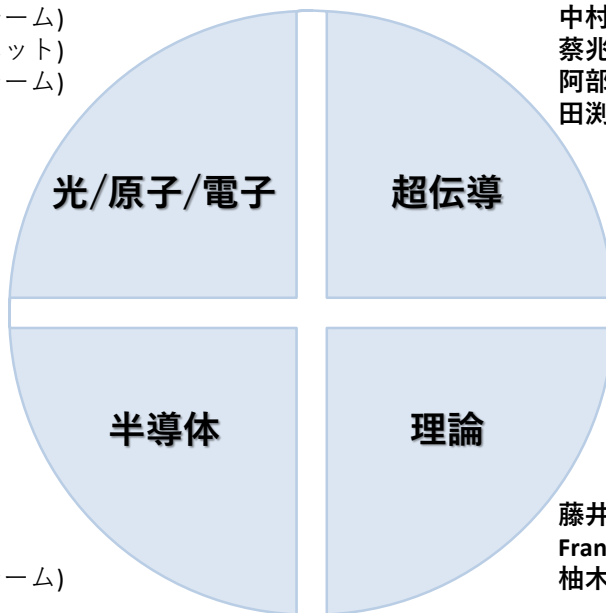 ーム)
ット)
ーム)
中村
蔡兆
阿部
田渕
光/原子/電子
超伝導
半導体
理論
藤井
Fran
柚木
ーム)